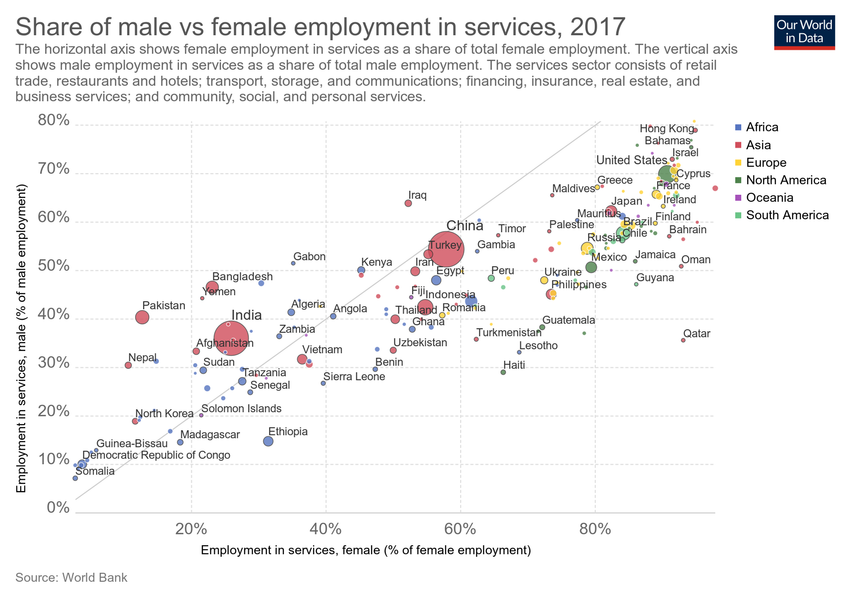 Share of male vs female employment in services, 2017
Our World
in Data
The horizontal axis shows female employment in services as a share of total female employment. The vertical axis
shows male employment in services as a share of total male employment. The services sector consists of retail
trade, restaurants and hotels; transport, storage, and communications; financing, insurance, real estate, and
business services; and community, social, and personal services.
80%
Hong Kong
Africa
Bahamas
Asia
Israel
United States
Europe
70%
Cyprus
North America
Greece
France
Maldives
Oceania
Iraq
Japan
Ireland
South America
60%
Mauritius
Brazil
Finland
China
Timor
Palestine
Chile
Bahrain
Russia
Turkey
Gambia
50%
Gabon
Kenya
Iran
Mexico
Jamaica
Oman
Bangladesh
Egypt
Peru
Ukraine
Guyana
Yemen
Fiji
Indonesia
Philippines
40%
Pakistan
Algeria
Angola
Thailand
Romania
India
Ghana
Guatemala
Zambia
Turkmenistan
Qatar
Afghanistan
Vietnam
Uzbekistan
Lesotho
30%
Nepal
Sudan
Benin
Haiti
Tanzania
Senegal
Sierra Leone
20%
North Korea
Solomon Islands
Madagascar
Ethiopia
Guinea-Bissau
10%
Democratic Republic of Congo
Somalia
0%
20%
40%
60%
80%
Employment in services, male (% of male employment)
Employment in services, female (% of female employment)
Source: World Bank